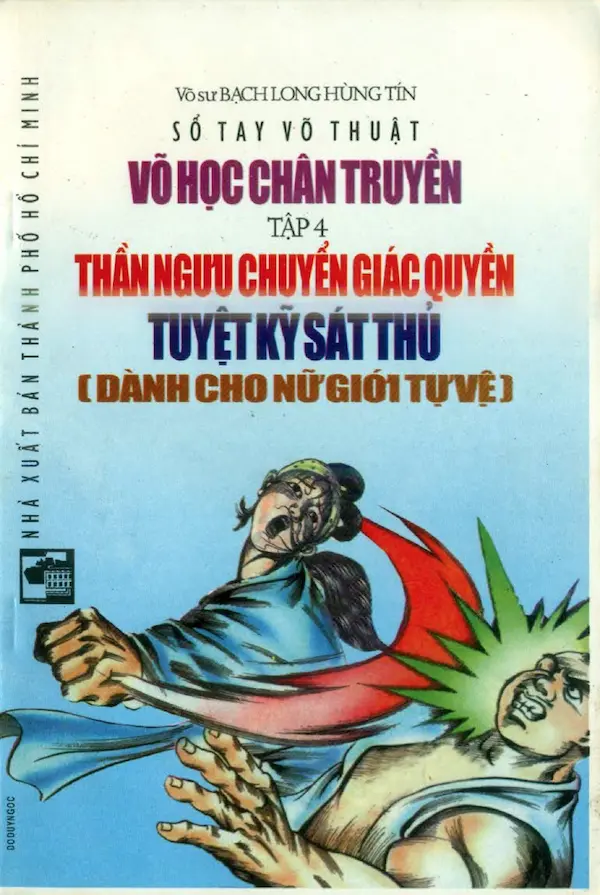 Võ sư BẠCH LONG HÙNG TÍN
SỔ TAY VÕ THUẬT
VÕ HỌC CHÂN TRUYỀN
TẬP 4
THẦN NGƯU CHUYỂN GIÁC QUYỀN
TUYỆT KỸ SÁT THỦ
(DÀNH CHO NỮ GIỚI TỰ VỆ)
NHÀ XUẤT BẢN THÀNH PHỐ HỒ CHÍ MINH
DODUYNGOC